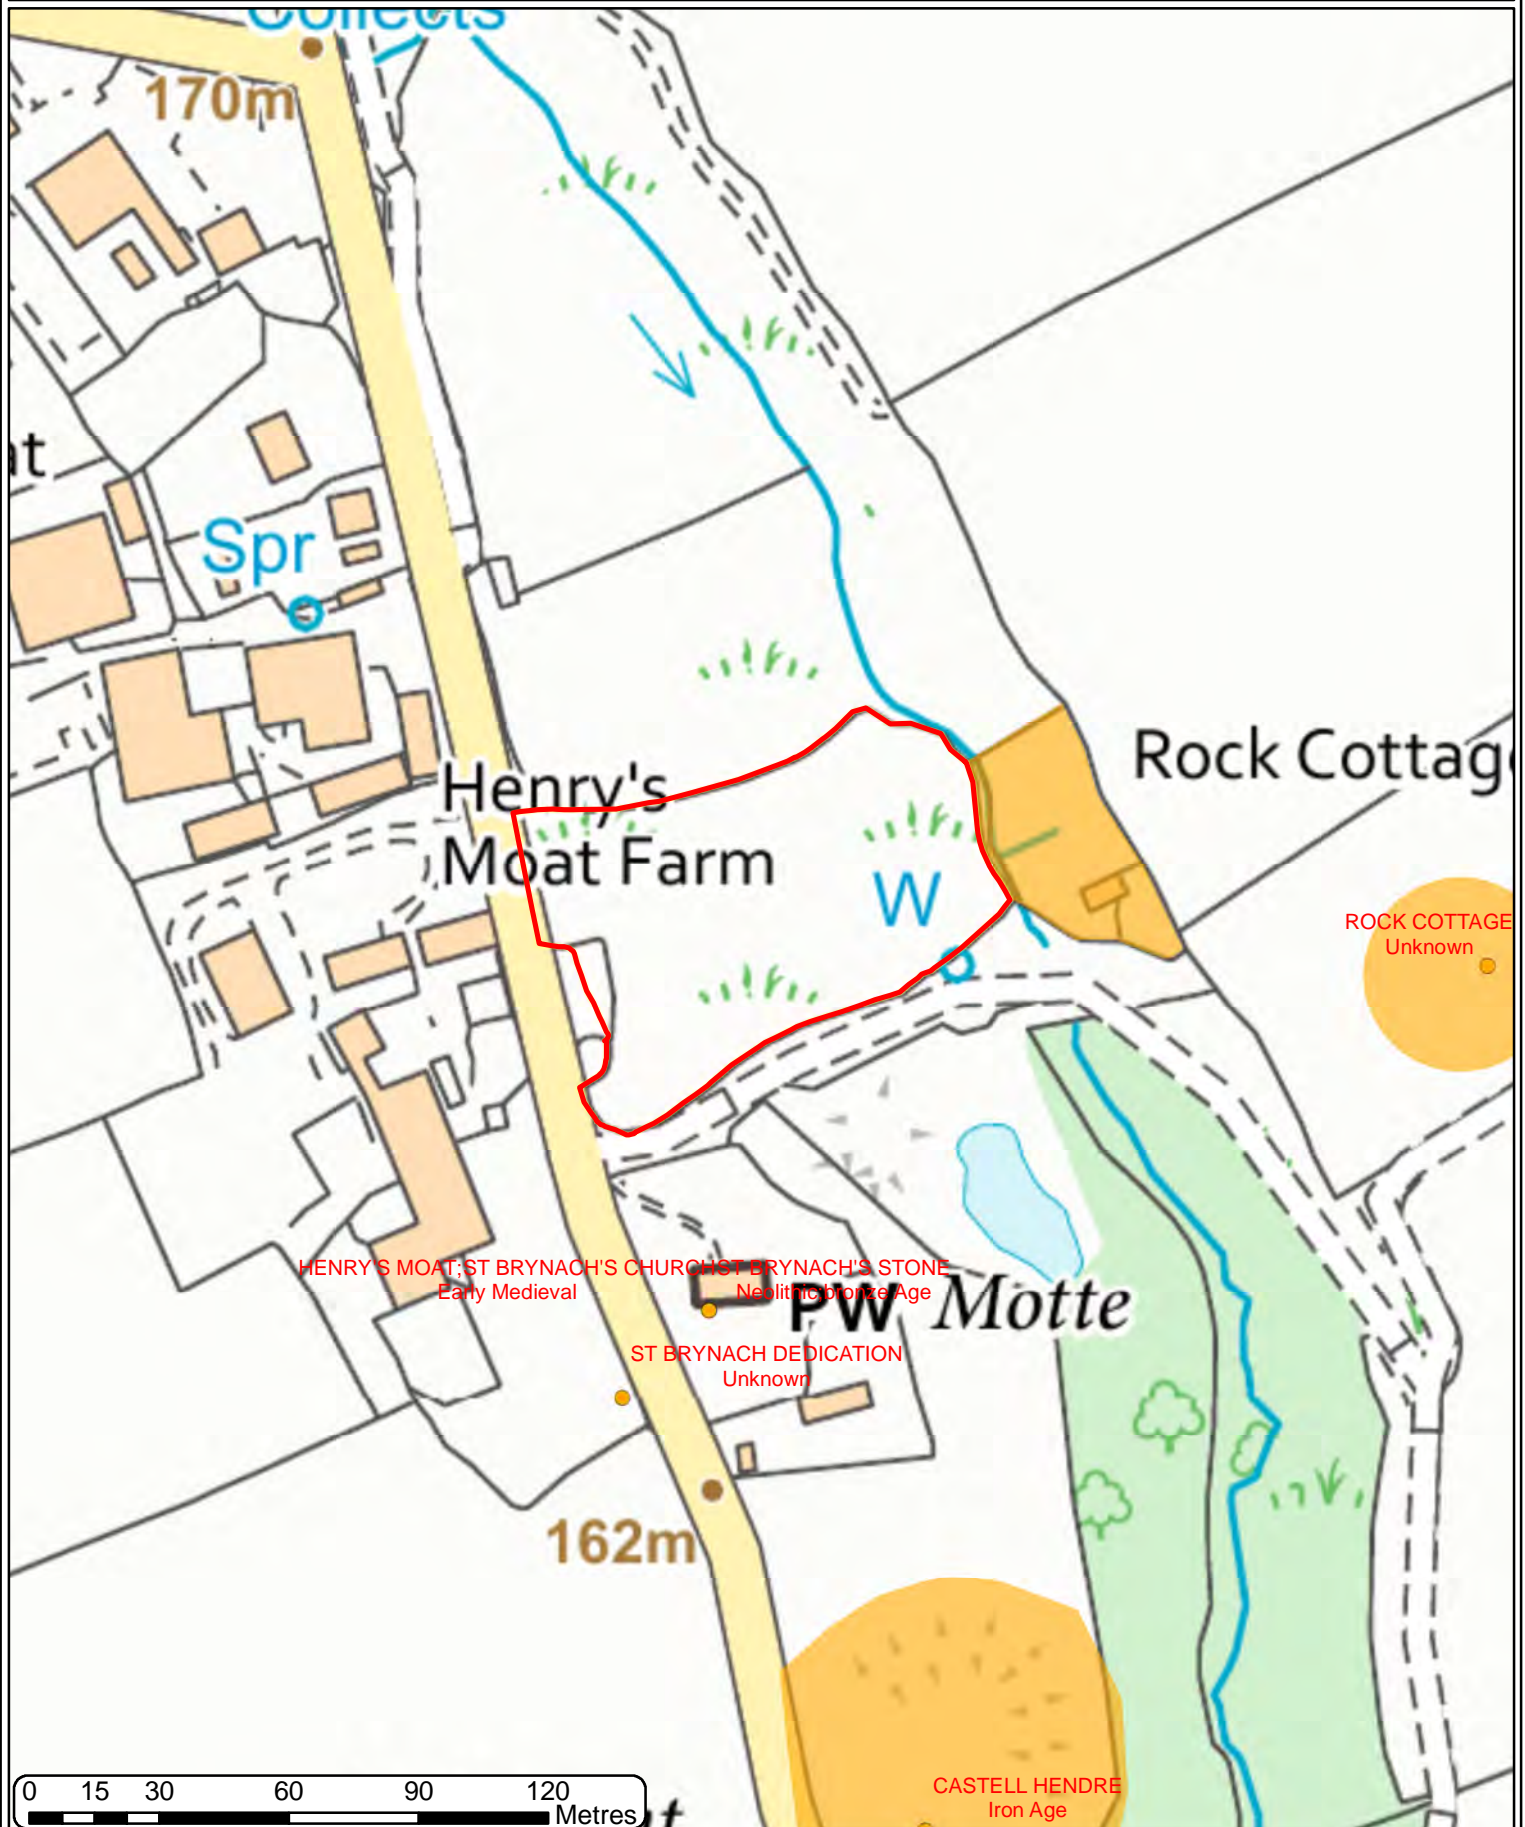 Collects
170m
Spr
Henry's
Moat Farm
Rock Cottage
W
ROCK COTTAGE
Unknown
HENRY'S MOAT;ST BRYNACH'S CHURCH
Early Medieval
ST BRYNACH'S STONE
Neolithic;bronze Age
PW
Motte
ST BRYNACH DEDICATION
Unknown
162m
CASTELL HENDRE
Iron Age
0 15 30 60 90 120
Metres